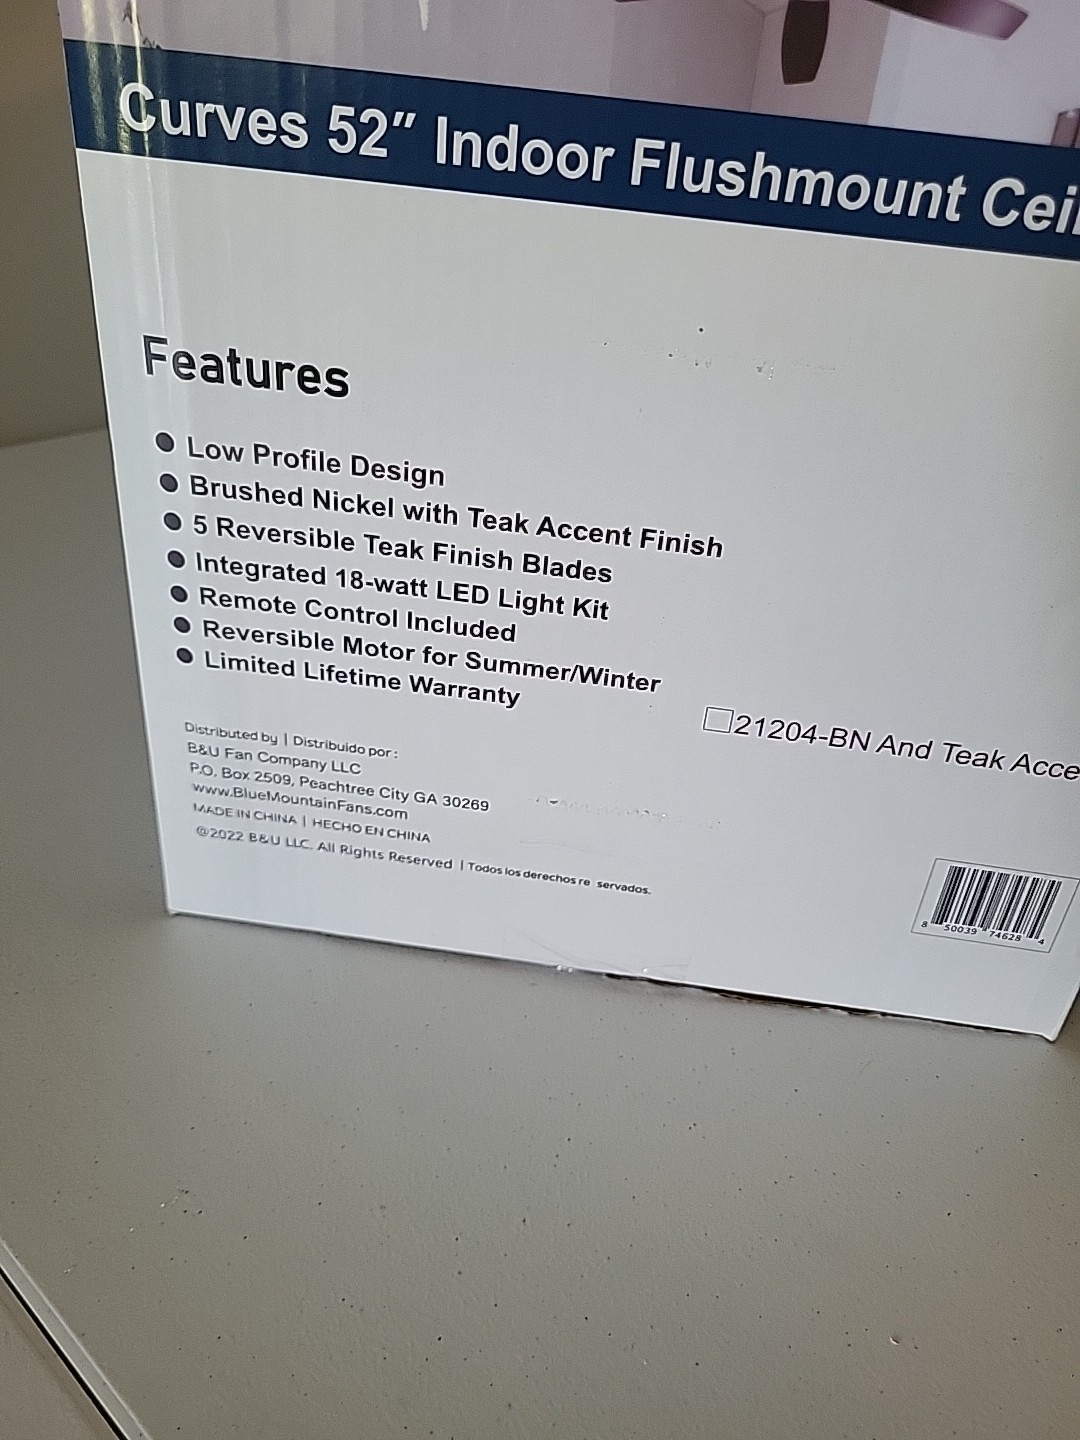 Curves 52" Indoor Flushmount Ceil
Features
● Low Profile Design
● Brushed Nickel with Teak Accent Finish
● 5 Reversible Teak Finish Blades
● Integrated 18-watt LED Light Kit
● Remote Control Included
● Reversible Motor for Summer/Winter
● Limited Lifetime Warranty
□21204-BN And Teak Acce
Distributed by | Distribuido por :
B&U Fan Company LLC
P.O. Box 2509, Peachtree City GA 30269
www.BlueMountainFans.com
MADE IN CHINA | HECHO EN CHINA
@2022 B&U LLC. All Rights Reserved | Todos los derechos re servados.
8 50039 74628 4